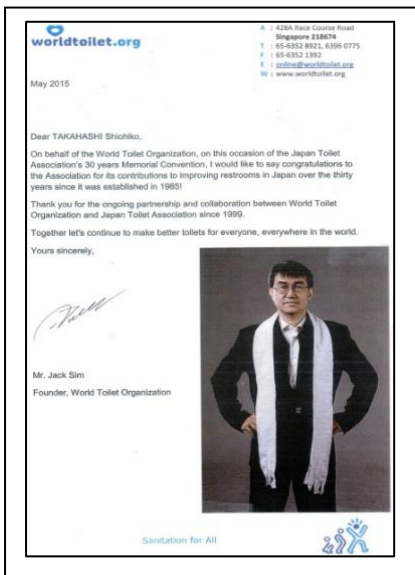 worldtoilet.org
A : 428A Race Course Road
Singapore 218674
T : 65-6352 8921, 6396 0775
F : 65-6352 1392
E : online@worldtoilet.org
W : www.worldtoilet.org
May 2015
Dear TAKAHASHI Shiohiko,
On behalf of the World Toilet Organization, on this occasion of the Japan Toilet
Association's 30 years Memorial Convention, I would like to say congratulations to
the Association for its contributions to improving restrooms in Japan over the thirty
years since it was established in 1985!
Thank you for the ongoing partnership and collaboration between World Toilet
Organization and Japan Toilet Association since 1999.
Together let's continue to make better toilets for everyone, everywhere in the world.
Yours sincerely,
Mr. Jack Sim
Founder, World Toilet Organization
Sanitation for All